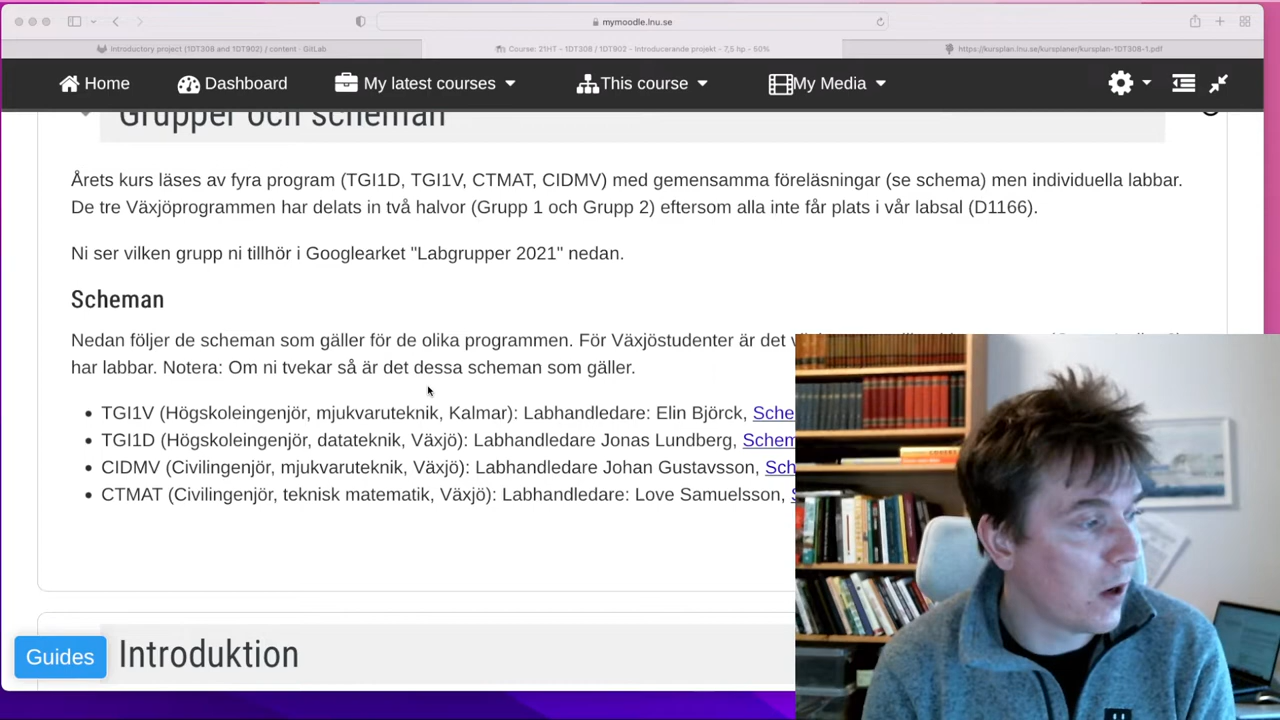 mymoodle.lnu.se
Introductory project (1DT308 and 1DT902) / content · GitLab
Course: 21HT - 1DT308 / 1DT902 - Introducerande projekt - 7,5 hp - 50%
https://kursplan.lnu.se/kursplaner/kursplan-1DT308-1.pdf
Home Dashboard My latest courses This course My Media
Grupper och scheman
Årets kurs läses av fyra program (TGI1D, TGI1V, CTMAT, CIDMV) med gemensamma föreläsningar (se schema) men individuella labbar.
De tre Växjöprogrammen har delats in två halvor (Grupp 1 och Grupp 2) eftersom alla inte får plats i vår labsal (D1166).
Ni ser vilken grupp ni tillhör i Googlearket "Labgrupper 2021" nedan.
Scheman
Nedan följer de scheman som gäller för de olika programmen. För Växjöstudenter är det
har labbar. Notera: Om ni tvekar så är det dessa scheman som gäller.
TGI1V (Högskoleingenjör, mjukvaruteknik, Kalmar): Labhandledare: Elin Björck, Sche
TGI1D (Högskoleingenjör, datateknik, Växjö): Labhandledare Jonas Lundberg, Schem
CIDMV (Civilingenjör, mjukvaruteknik, Växjö): Labhandledare Johan Gustavsson, Sch
CTMAT (Civilingenjör, teknisk matematik, Växjö): Labhandledare: Love Samuelsson, S
Guides
Introduktion